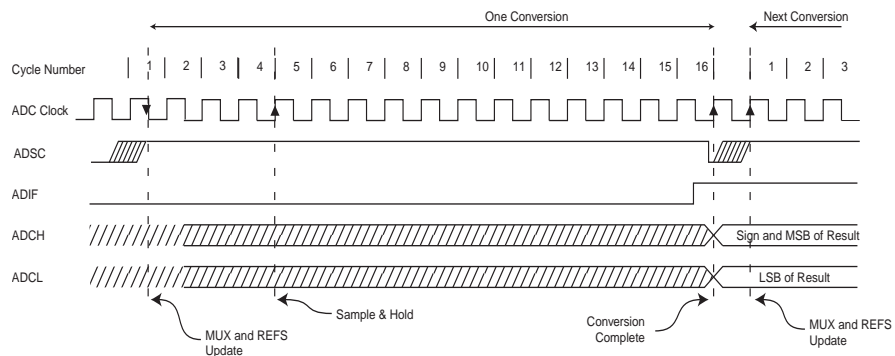 One Conversion
Next Conversion
Cycle Number
1 2 3 4 5 6 7 8 9 10 11 12 13 14 15 16 1 2 3
ADC Clock
ADSC
ADIF
ADCH
Sign and MSB of Result
ADCL
LSB of Result
MUX and REFS
Update
Sample & Hold
Conversion
Complete
MUX and REFS
Update